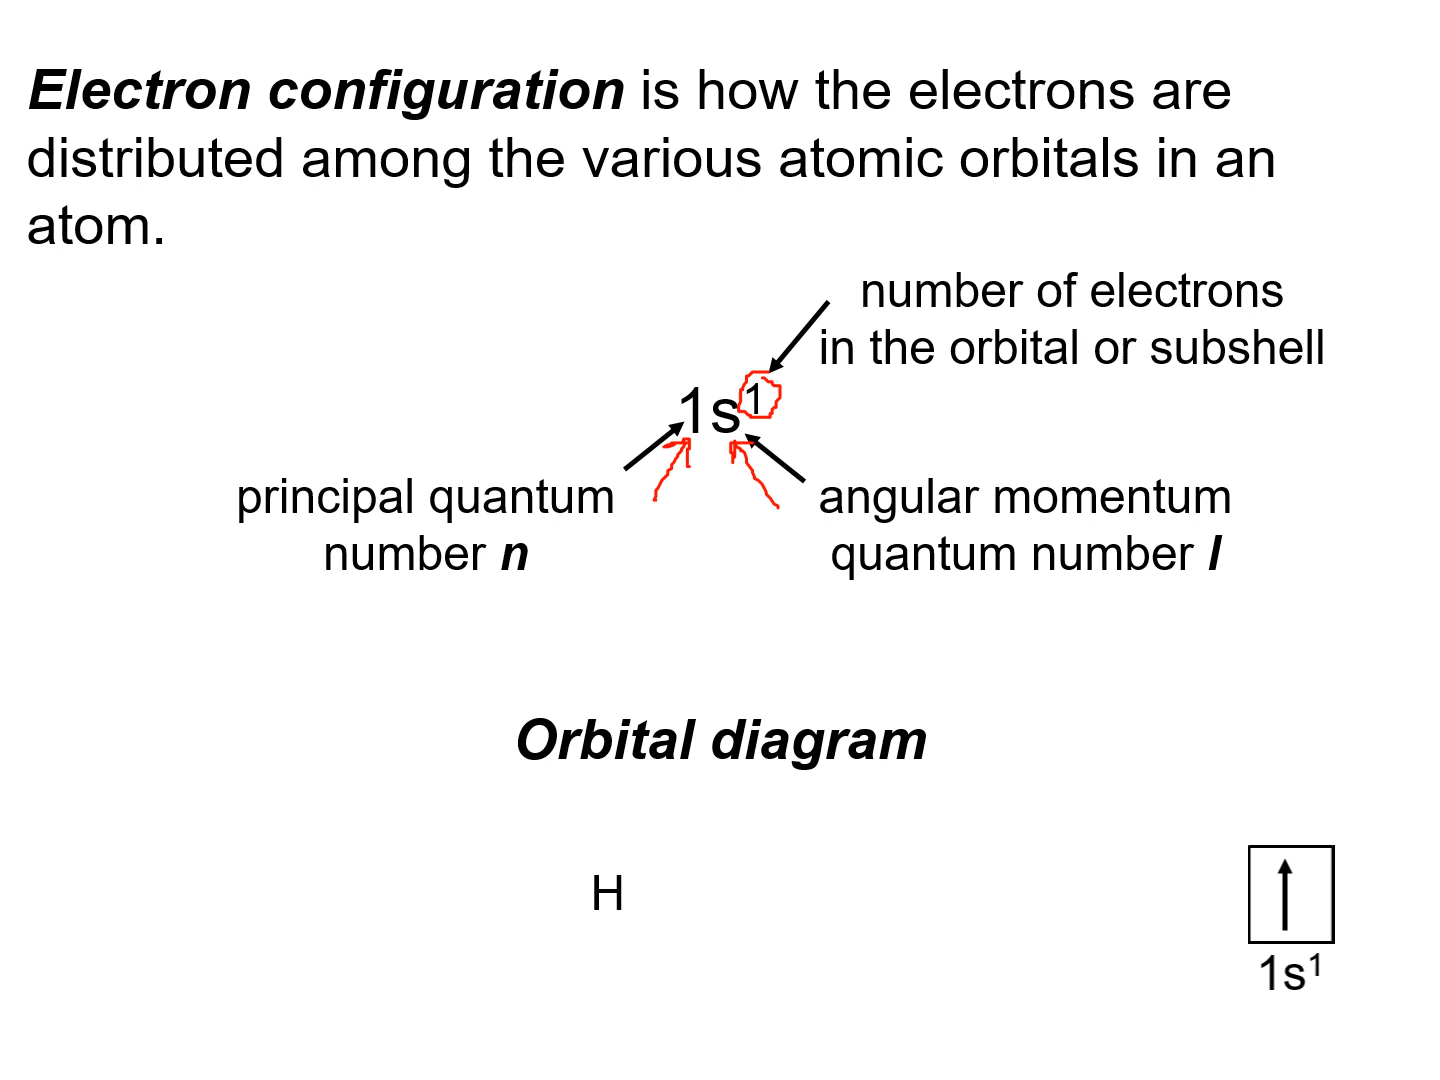 Electron configuration is how the electrons are
distributed among the various atomic orbitals in an
atom.
number of electrons
in the orbital or subshell
1s¹
principal quantum
number n
angular momentum
quantum number l
Orbital diagram
H
1s¹